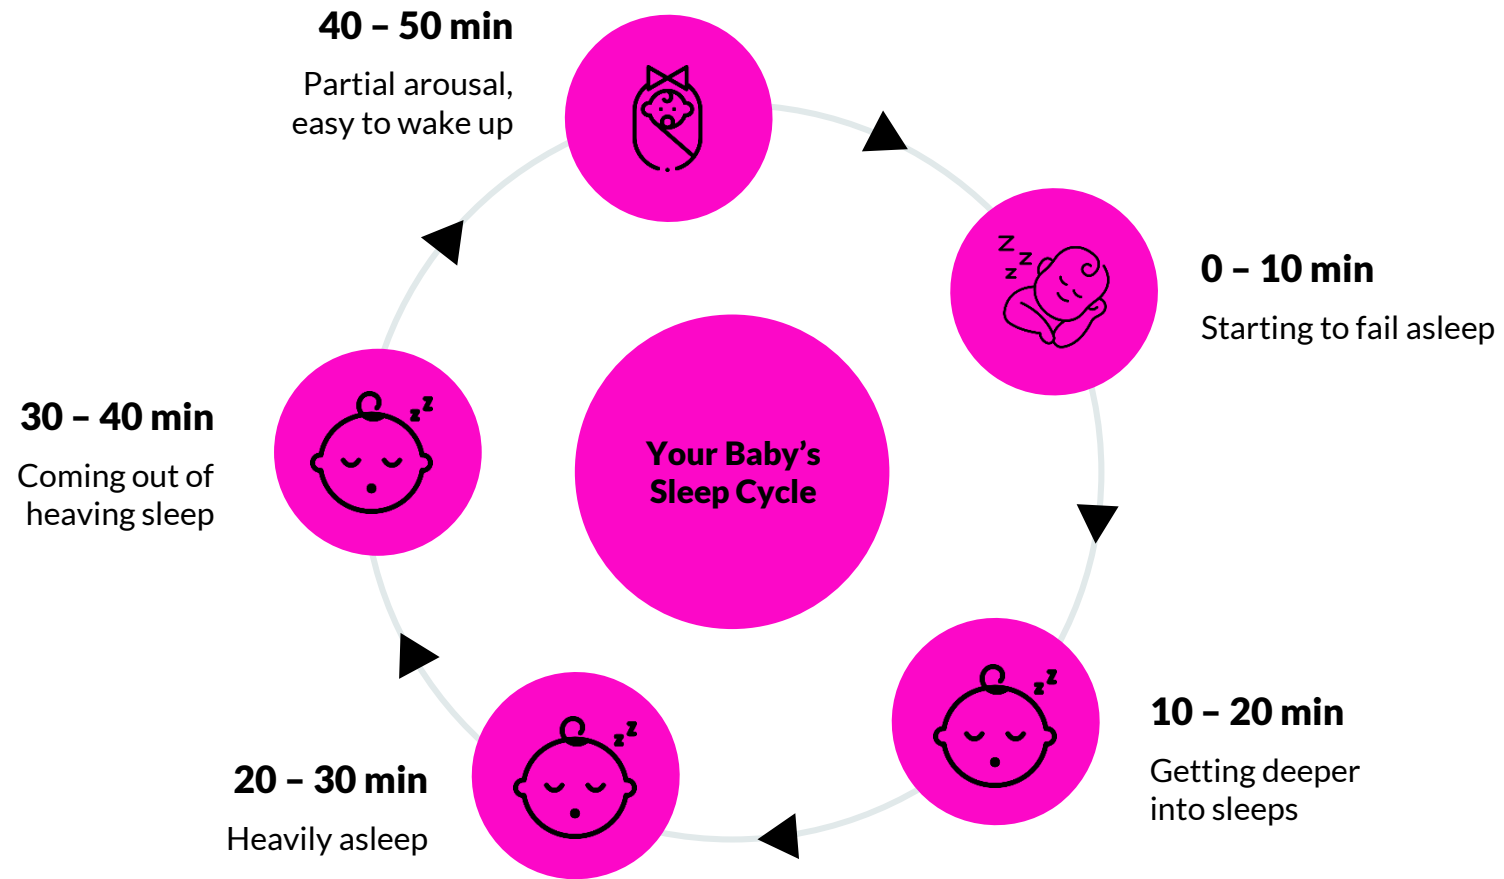 40 – 50 min
Partial arousal,
easy to wake up
0 – 10 min
Starting to fail asleep
30 – 40 min
Coming out of
heaving sleep
Your Baby’s
Sleep Cycle
10 – 20 min
Getting deeper
into sleeps
20 – 30 min
Heavily asleep
z z z
z z
z z
z z